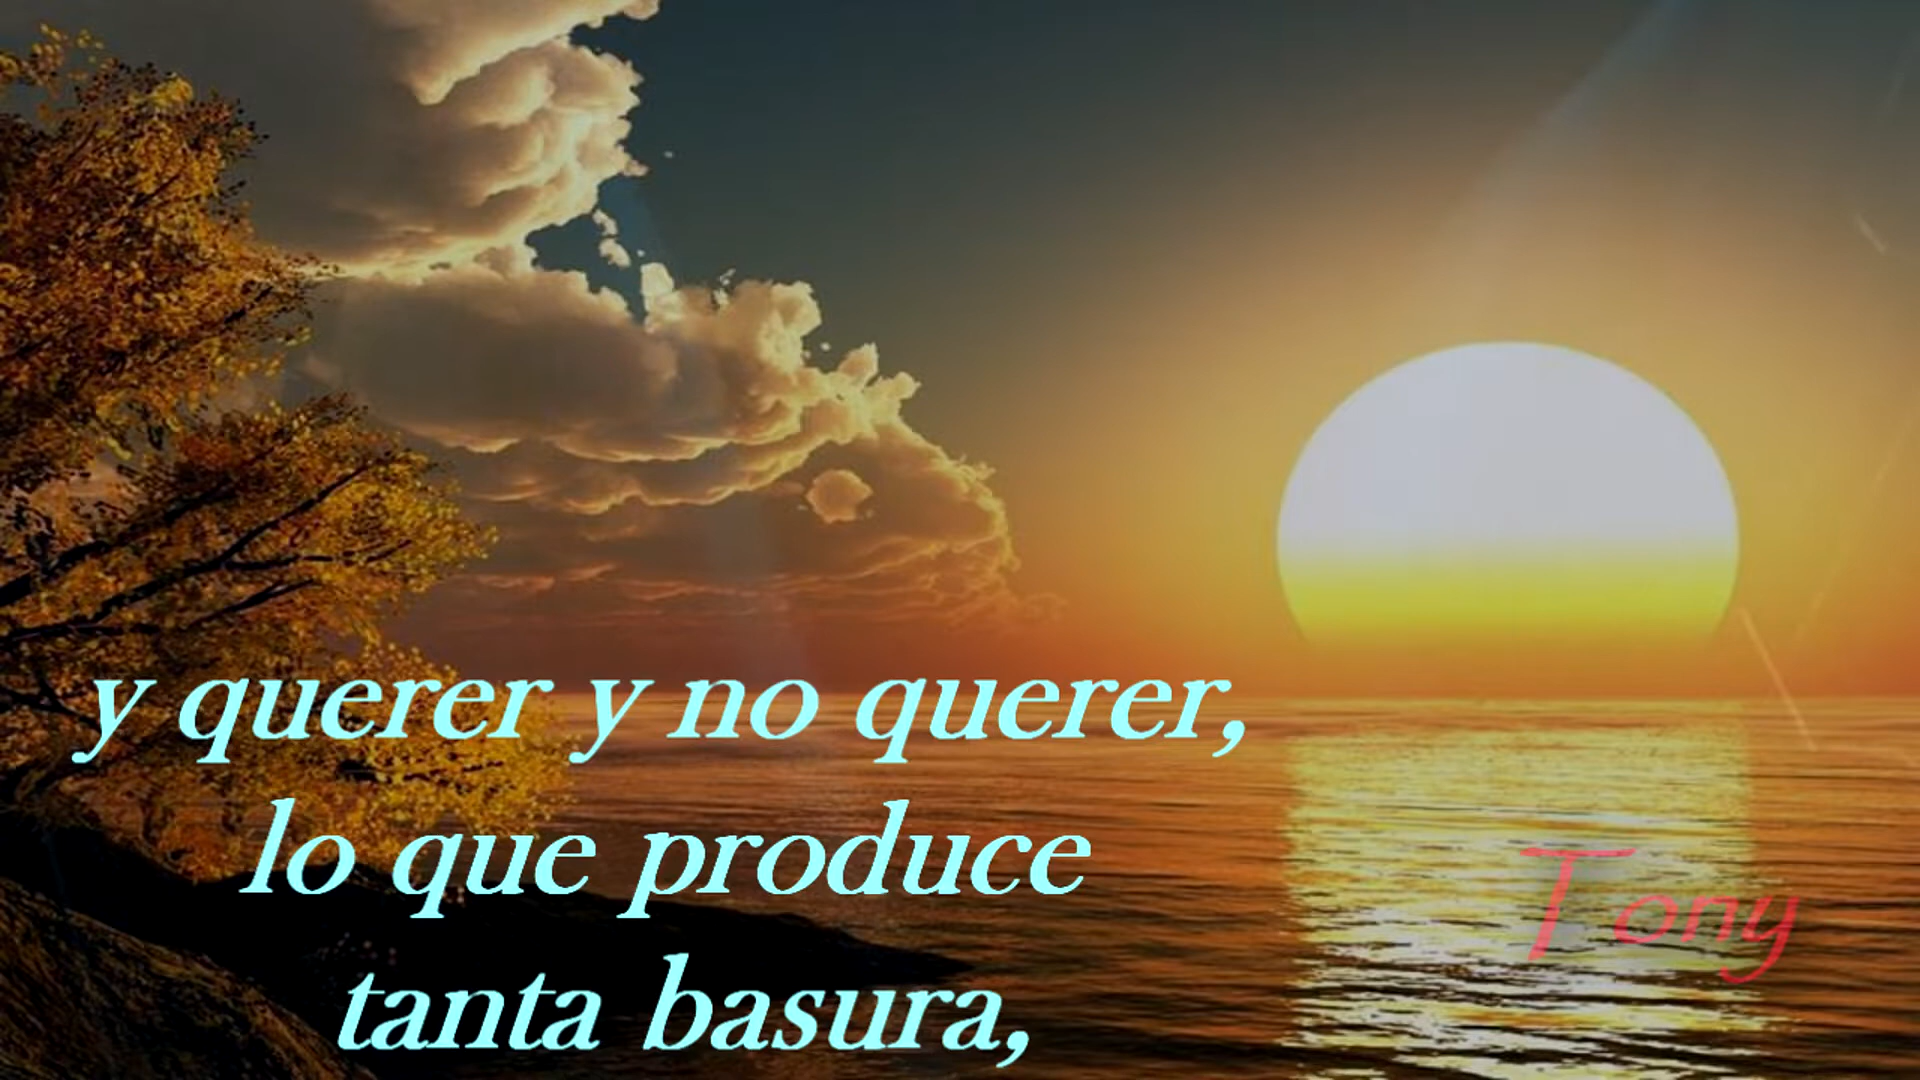 y querer y no querer,
lo que produce
tanta basura,
Tony